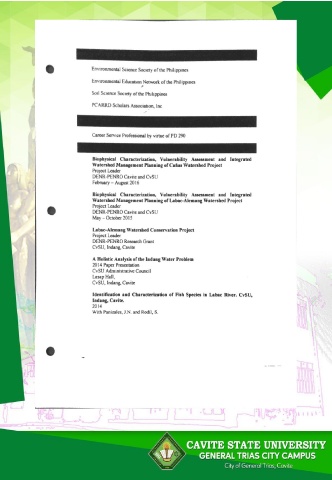 Environmental Science Society of the Philippines
Environmental Education Network of the Philippines
Soil Science Society of the Philippines
PCARRD Scholars Association, Inc.
Career Service Professional by virtue of PD 290
Biophysical Characterization, Vulnerability Assessment and Integrated
Watershed Management Planning of Cañas Watershed Project
Project Leader
DENR-PENRO Cavite and CvSU
February – August 2016
Biophysical Characterization, Vulnerability Assessment and Integrated
Watershed Management Planning of Labac-Alemang Watershed Project
Project Leader
DENR-PENRO Cavite and CvSU
May – October 2015
Labac-Alemang Watershed Conservation Project
Project Leader
DENR-PENRO Research Grant
CvSU, Indang, Cavite
A Holistic Analysis of the Indang Water Problem
2014 Paper Presentation
CvSU Administrative Council
Lasap Hall,
CvSU, Indang, Cavite
Identification and Characterization of Fish Species in Labac River. CvSU,
Indang, Cavite.
2014
With Panizales, J.N. and Rodil, S.
CAVITE STATE UNIVERSITY
GENERAL TRIAS CITY CAMPUS
City of General Trias, Cavite